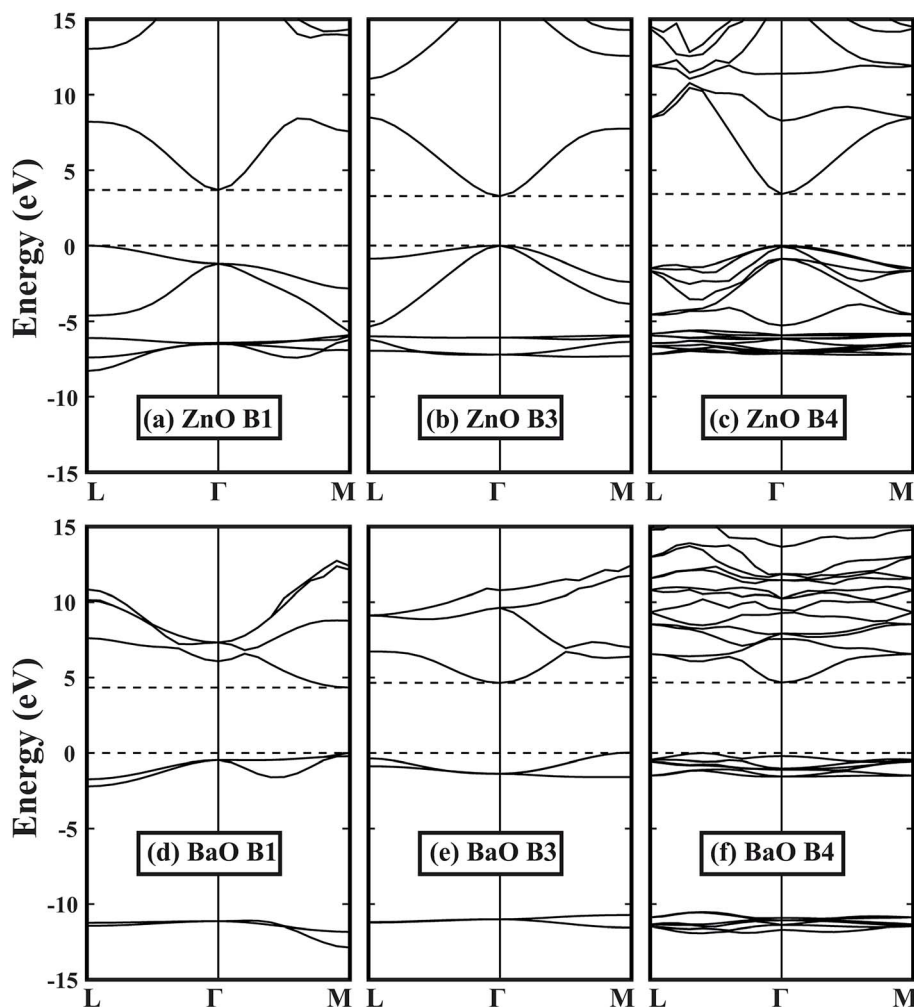 15
10
5
0
-5
-10
-15
Energy (eV)
(a) ZnO B1
(b) ZnO B3
(c) ZnO B4
L Γ M L Γ M L Γ M
15
10
5
0
-5
-10
-15
Energy (eV)
(d) BaO B1
(e) BaO B3
(f) BaO B4
L Γ M L Γ M L Γ M